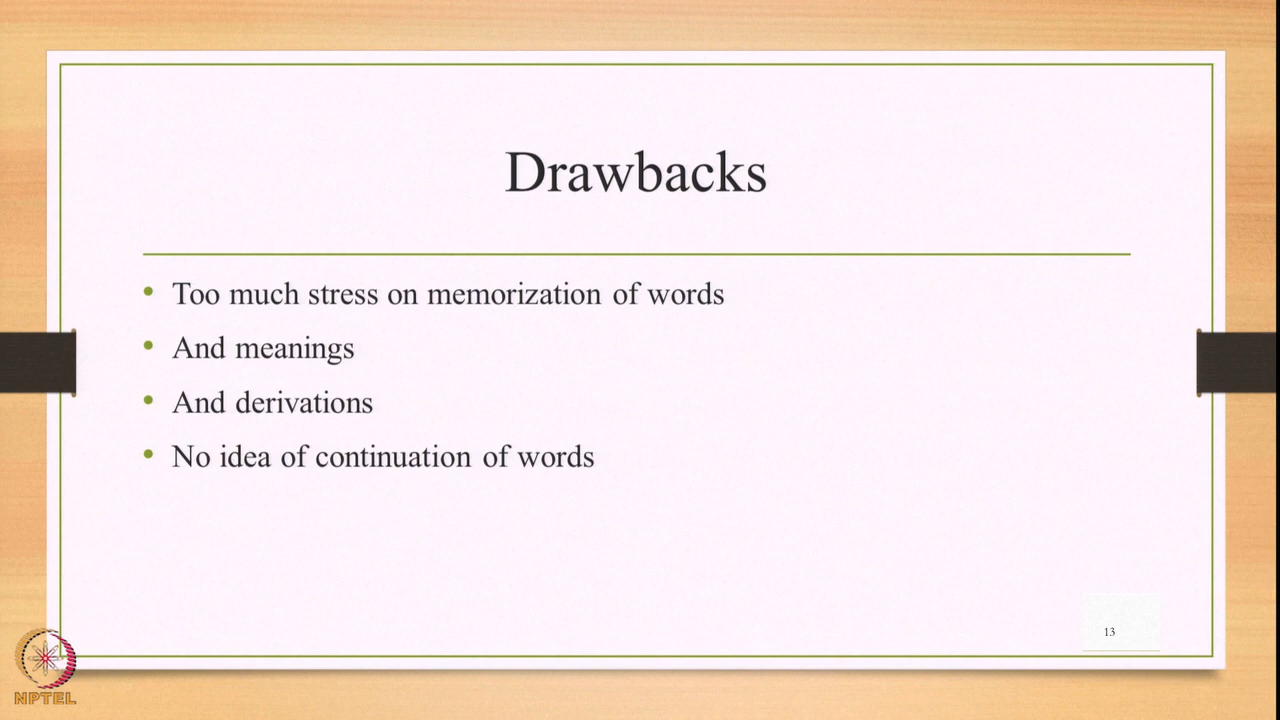 Drawbacks
Too much stress on memorization of words
And meanings
And derivations
No idea of continuation of words
13
NPTEL